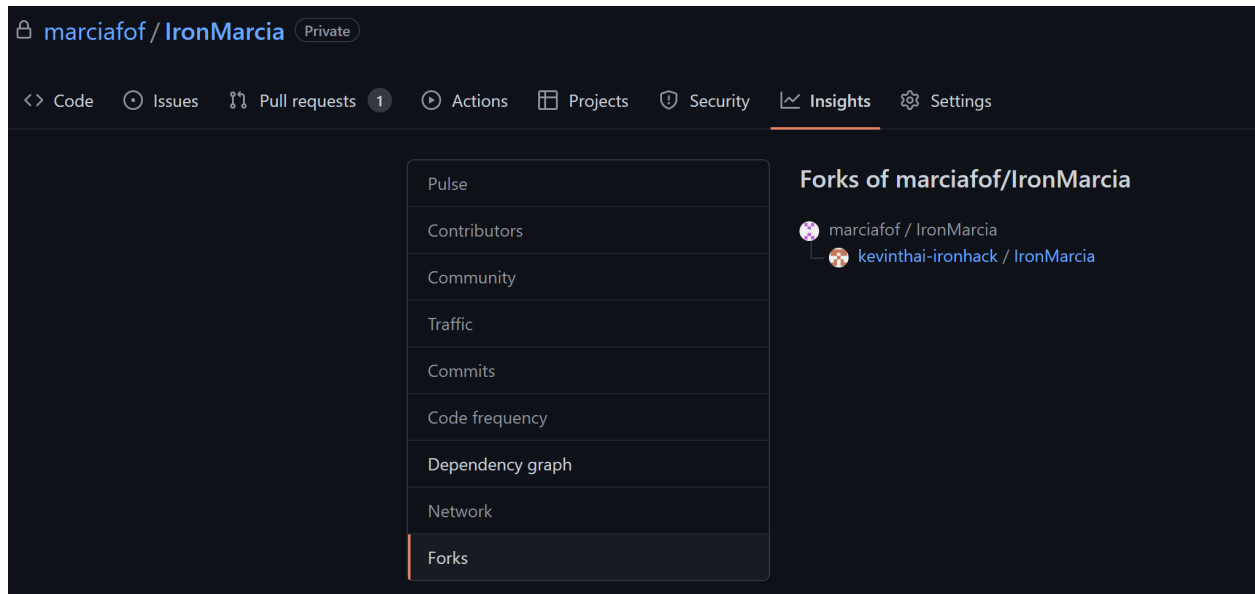 marciafof / IronMarcia Private
Code Issues Pull requests 1 Actions Projects Security Insights Settings
Pulse
Contributors
Community
Traffic
Commits
Code frequency
Dependency graph
Network
Forks
Forks of marciafof/IronMarcia
marciafof / IronMarcia
kevinthai-ironhack / IronMarcia